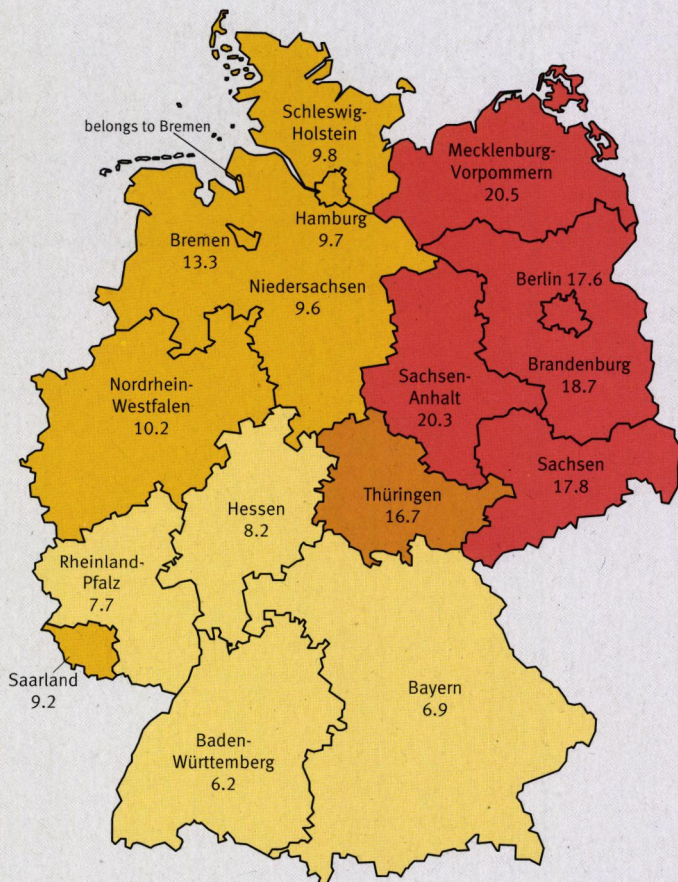 Schleswig-
Holstein
9.8
belongs to Bremen
Mecklenburg-
Vorpommern
20.5
Hamburg
9.7
Bremen
13.3
Niedersachsen
9.6
Berlin 17.6
Brandenburg
18.7
Sachsen-
Anhalt
20.3
Nordrhein-
Westfalen
10.2
Sachsen
17.8
Thüringen
16.7
Hessen
8.2
Rheinland-
Pfalz
7.7
Saarland
9.2
Bayern
6.9
Baden-
Württemberg
6.2